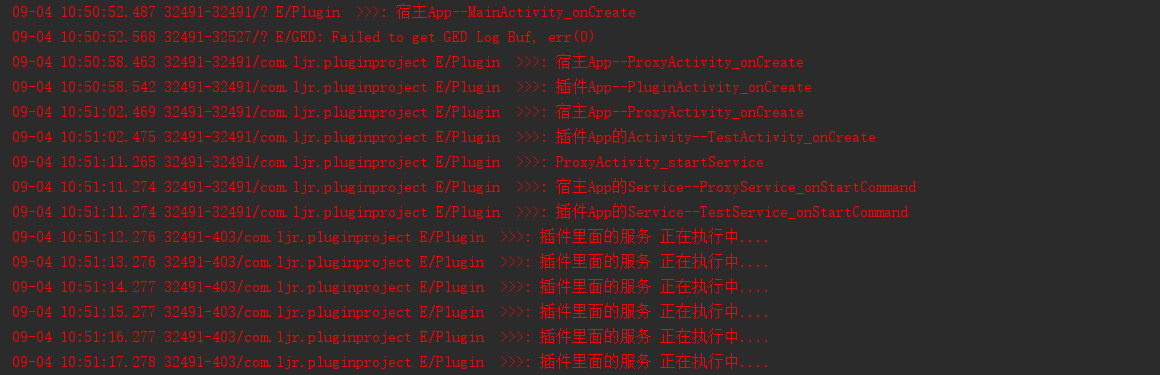 09-04 10:50:52.487 32491-32491/? E/Plugin  >>>: 宿主App--MainActivity_onCreate
09-04 10:50:52.568 32491-32527/? E/GED: Failed to get GED Log Buf, err(0)
09-04 10:50:58.463 32491-32491/com.ljr.pluginproject E/Plugin  >>>: 宿主App--ProxyActivity_onCreate
09-04 10:50:58.542 32491-32491/com.ljr.pluginproject E/Plugin  >>>: 插件App--PluginActivity_onCreate
09-04 10:51:02.469 32491-32491/com.ljr.pluginproject E/Plugin  >>>: 宿主App--ProxyActivity_onCreate
09-04 10:51:02.475 32491-32491/com.ljr.pluginproject E/Plugin  >>>: 插件App的Activity--TestActivity_onCreate
09-04 10:51:11.265 32491-32491/com.ljr.pluginproject E/Plugin  >>>: ProxyActivity_startService
09-04 10:51:11.274 32491-32491/com.ljr.pluginproject E/Plugin  >>>: 宿主App的Service--ProxyService_onStartCommand
09-04 10:51:11.274 32491-32491/com.ljr.pluginproject E/Plugin  >>>: 插件App的Service--TestService_onStartCommand
09-04 10:51:12.276 32491-403/com.ljr.pluginproject E/Plugin  >>>: 插件里面的服务 正在执行中....
09-04 10:51:13.276 32491-403/com.ljr.pluginproject E/Plugin  >>>: 插件里面的服务 正在执行中....
09-04 10:51:14.277 32491-403/com.ljr.pluginproject E/Plugin  >>>: 插件里面的服务 正在执行中....
09-04 10:51:15.277 32491-403/com.ljr.pluginproject E/Plugin  >>>: 插件里面的服务 正在执行中....
09-04 10:51:16.277 32491-403/com.ljr.pluginproject E/Plugin  >>>: 插件里面的服务 正在执行中....
09-04 10:51:17.278 32491-403/com.ljr.pluginproject E/Plugin  >>>: 插件里面的服务 正在执行中....